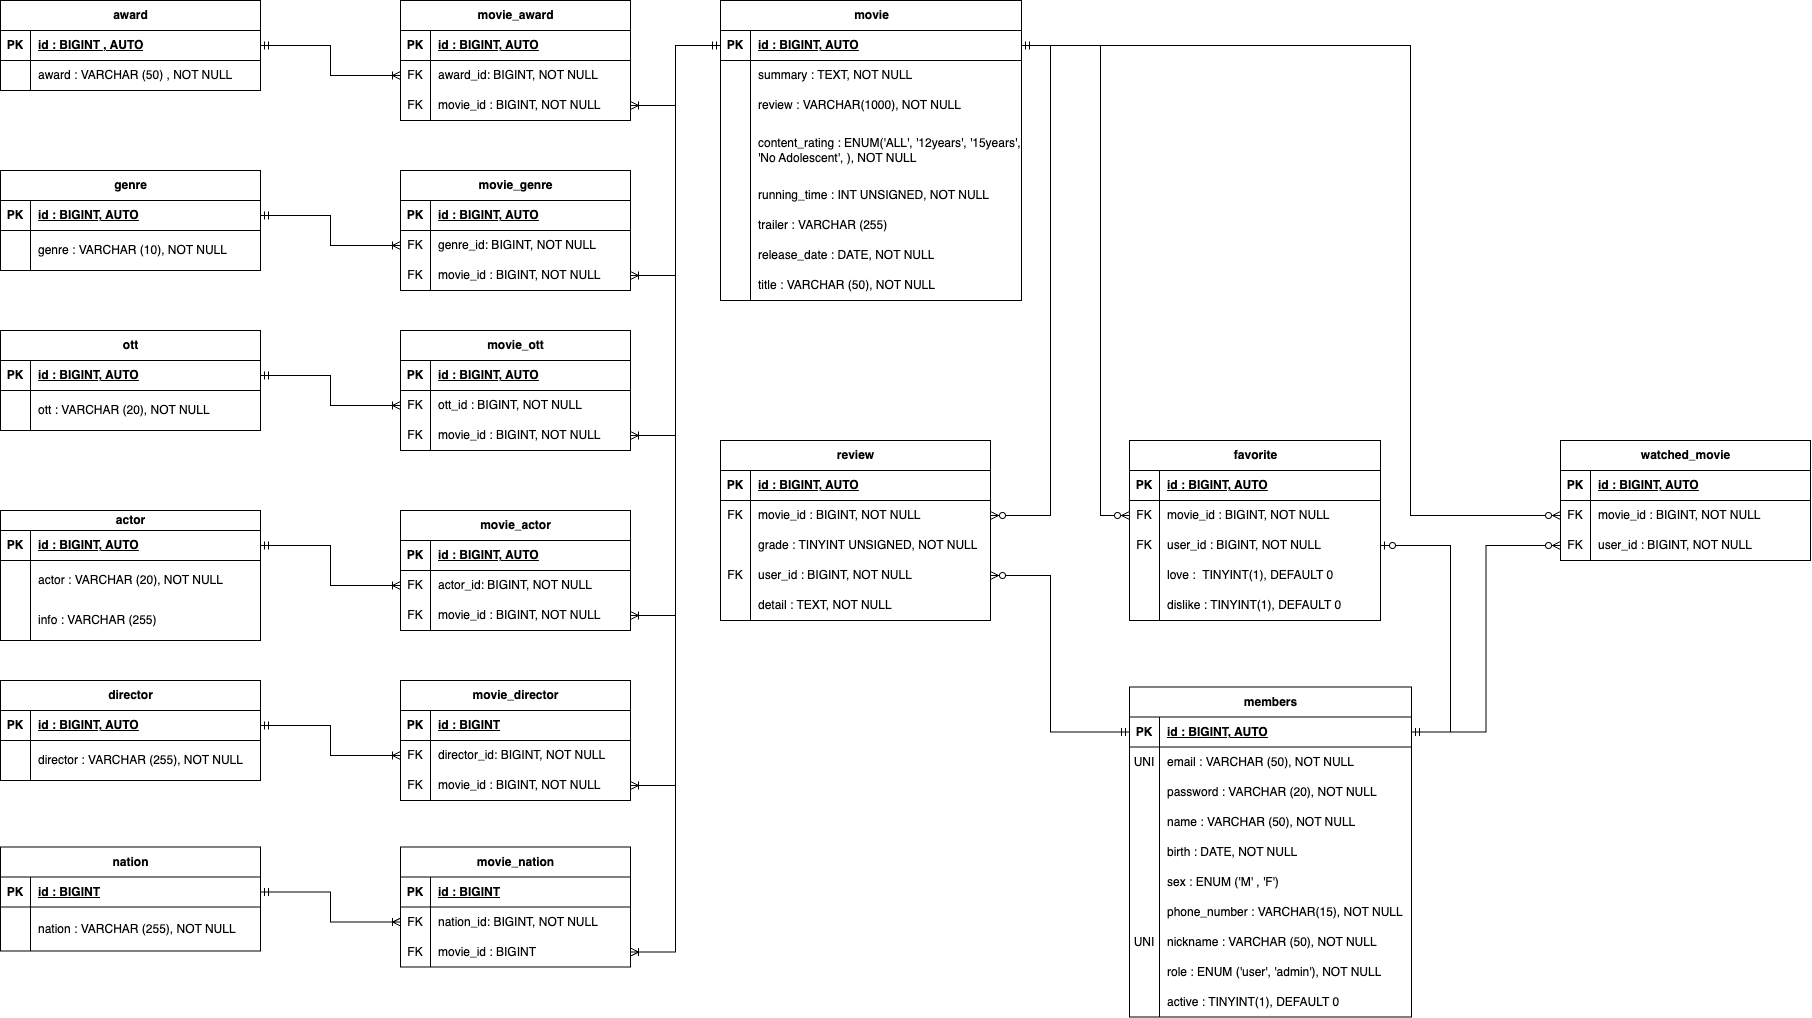 award
PK id : BIGINT , AUTO
award : VARCHAR (50) , NOT NULL
movie_award
PK id : BIGINT, AUTO
FK award_id: BIGINT, NOT NULL
FK movie_id : BIGINT, NOT NULL
movie
PK id : BIGINT, AUTO
summary : TEXT, NOT NULL
review : VARCHAR(1000), NOT NULL
content_rating : ENUM('ALL', '12years', '15years',
'No Adolescent', ), NOT NULL
running_time : INT UNSIGNED, NOT NULL
trailer : VARCHAR (255)
release_date : DATE, NOT NULL
title : VARCHAR (50), NOT NULL
genre
PK id : BIGINT, AUTO
genre : VARCHAR (10), NOT NULL
movie_genre
PK id : BIGINT, AUTO
FK genre_id: BIGINT, NOT NULL
FK movie_id : BIGINT, NOT NULL
ott
PK id : BIGINT, AUTO
ott : VARCHAR (20), NOT NULL
movie_ott
PK id : BIGINT, AUTO
FK ott_id : BIGINT, NOT NULL
FK movie_id : BIGINT, NOT NULL
review
PK id : BIGINT, AUTO
FK movie_id : BIGINT, NOT NULL
grade : TINYINT UNSIGNED, NOT NULL
FK user_id : BIGINT, NOT NULL
detail : TEXT, NOT NULL
favorite
PK id : BIGINT, AUTO
FK movie_id : BIGINT, NOT NULL
FK user_id : BIGINT, NOT NULL
love :  TINYINT(1), DEFAULT 0
dislike : TINYINT(1), DEFAULT 0
watched_movie
PK id : BIGINT, AUTO
FK movie_id : BIGINT, NOT NULL
FK user_id : BIGINT, NOT NULL
actor
PK id : BIGINT, AUTO
actor : VARCHAR (20), NOT NULL
info : VARCHAR (255)
movie_actor
PK id : BIGINT, AUTO
FK actor_id: BIGINT, NOT NULL
FK movie_id : BIGINT, NOT NULL
director
PK id : BIGINT, AUTO
director : VARCHAR (255), NOT NULL
movie_director
PK id : BIGINT
FK director_id: BIGINT, NOT NULL
FK movie_id : BIGINT, NOT NULL
members
PK id : BIGINT, AUTO
UNI email : VARCHAR (50), NOT NULL
password : VARCHAR (20), NOT NULL
name : VARCHAR (50), NOT NULL
birth : DATE, NOT NULL
sex : ENUM ('M' , 'F')
phone_number : VARCHAR(15), NOT NULL
UNI nickname : VARCHAR (50), NOT NULL
role : ENUM ('user', 'admin'), NOT NULL
active : TINYINT(1), DEFAULT 0
nation
PK id : BIGINT
nation : VARCHAR (255), NOT NULL
movie_nation
PK id : BIGINT
FK nation_id: BIGINT, NOT NULL
FK movie_id : BIGINT